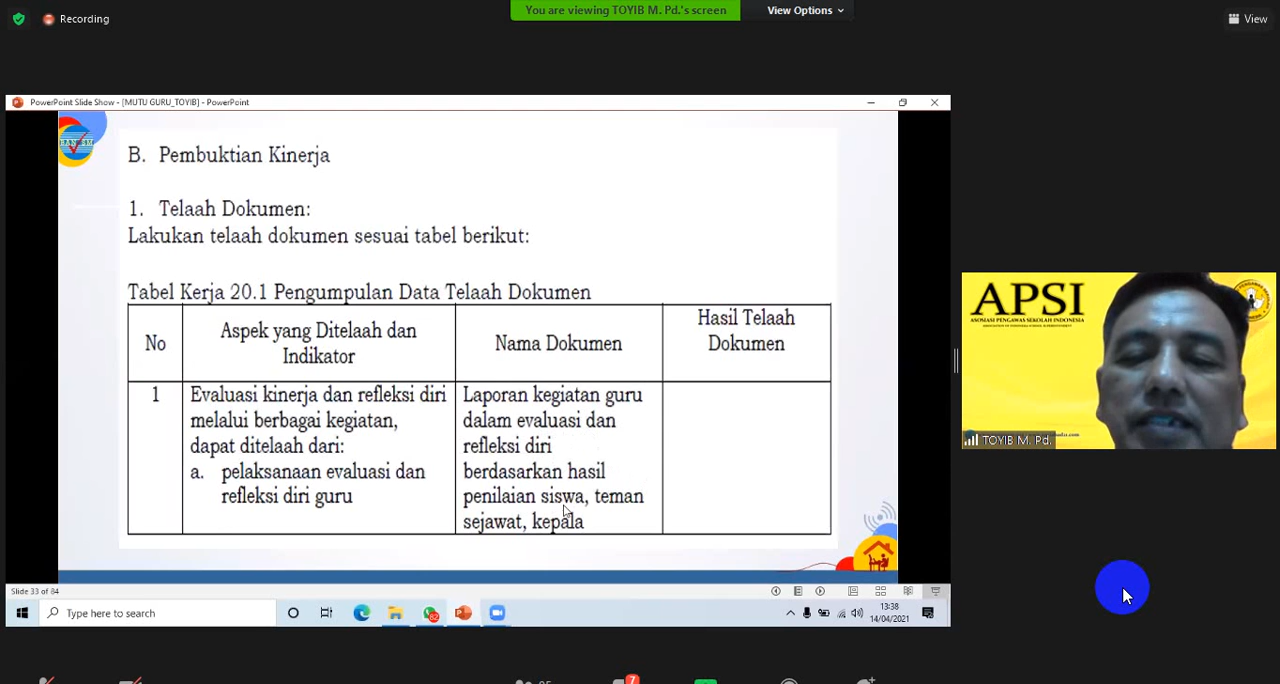 Recording
You are viewing TOYIB M. Pd.'s screen
View Options
View
PowerPoint Slide Show - [MUTU GURU_TOYIB] - PowerPoint
B. Pembuktian Kinerja
1. Telaah Dokumen:
Lakukan telaah dokumen sesuai tabel berikut:
Tabel Kerja 20.1 Pengumpulan Data Telaah Dokumen
No
Aspek yang Ditelaah dan
Indikator
Nama Dokumen
Hasil Telaah
Dokumen
1
Evaluasi kinerja dan refleksi diri
melalui berbagai kegiatan,
dapat ditelaah dari:
a. pelaksanaan evaluasi dan
refleksi diri guru
Laporan kegiatan guru
dalam evaluasi dan
refleksi diri
berdasarkan hasil
penilaian siswa, teman
sejawat, kepala
Slide 33 of 84
Type here to search
13:38
14/04/2021
APSI
ASOSIASI PENGAWAS SEKOLAH INDONESIA
TOYIB M. Pd.
7